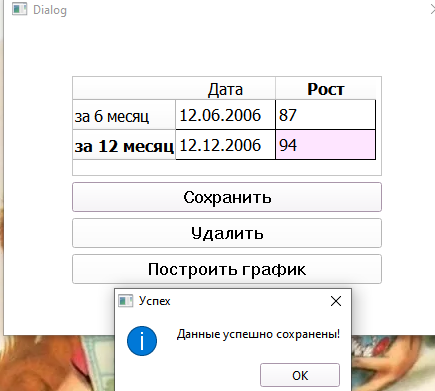 Dialog
Дата Рост
за 6 месяц 12.06.2006 87
за 12 месяц 12.12.2006 94
Сохранить
Удалить
Построить график
Успех
Данные успешно сохранены!
OK